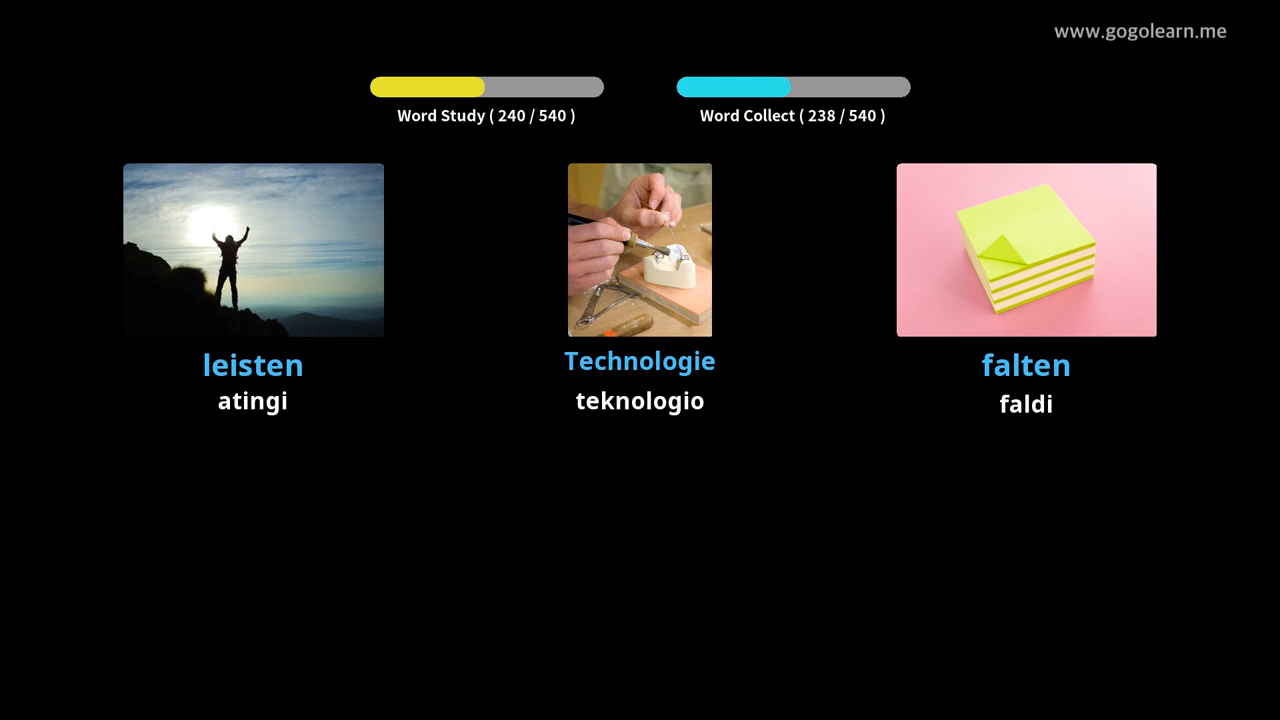 www.gogolearn.me
Word Study ( 240 / 540 )
Word Collect ( 238 / 540 )
leisten
atingi
Technologie
teknologio
falten
faldi